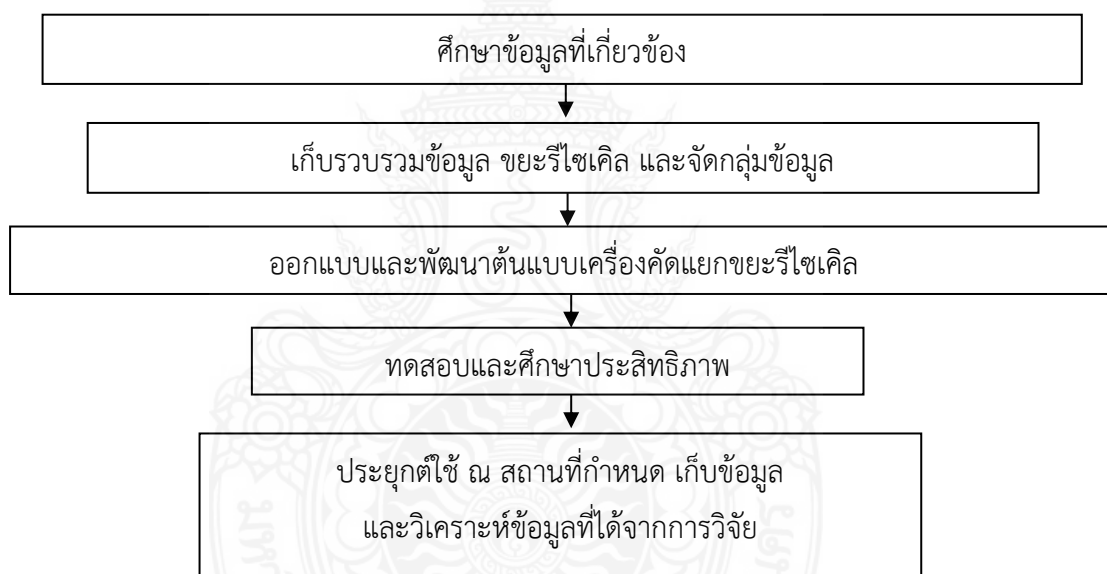 ศึกษาข้อมูลที่เกี่ยวข้อง
เก็บรวบรวมข้อมูล ขยะรีไซเคิล และจัดกลุ่มข้อมูล
ออกแบบและพัฒนาต้นแบบเครื่องคัดแยกขยะรีไซเคิล
ทดสอบและศึกษาประสิทธิภาพ
ประยุกต์ใช้ ณ สถานที่กำหนด เก็บข้อมูล
และวิเคราะห์ข้อมูลที่ได้จากการวิจัย